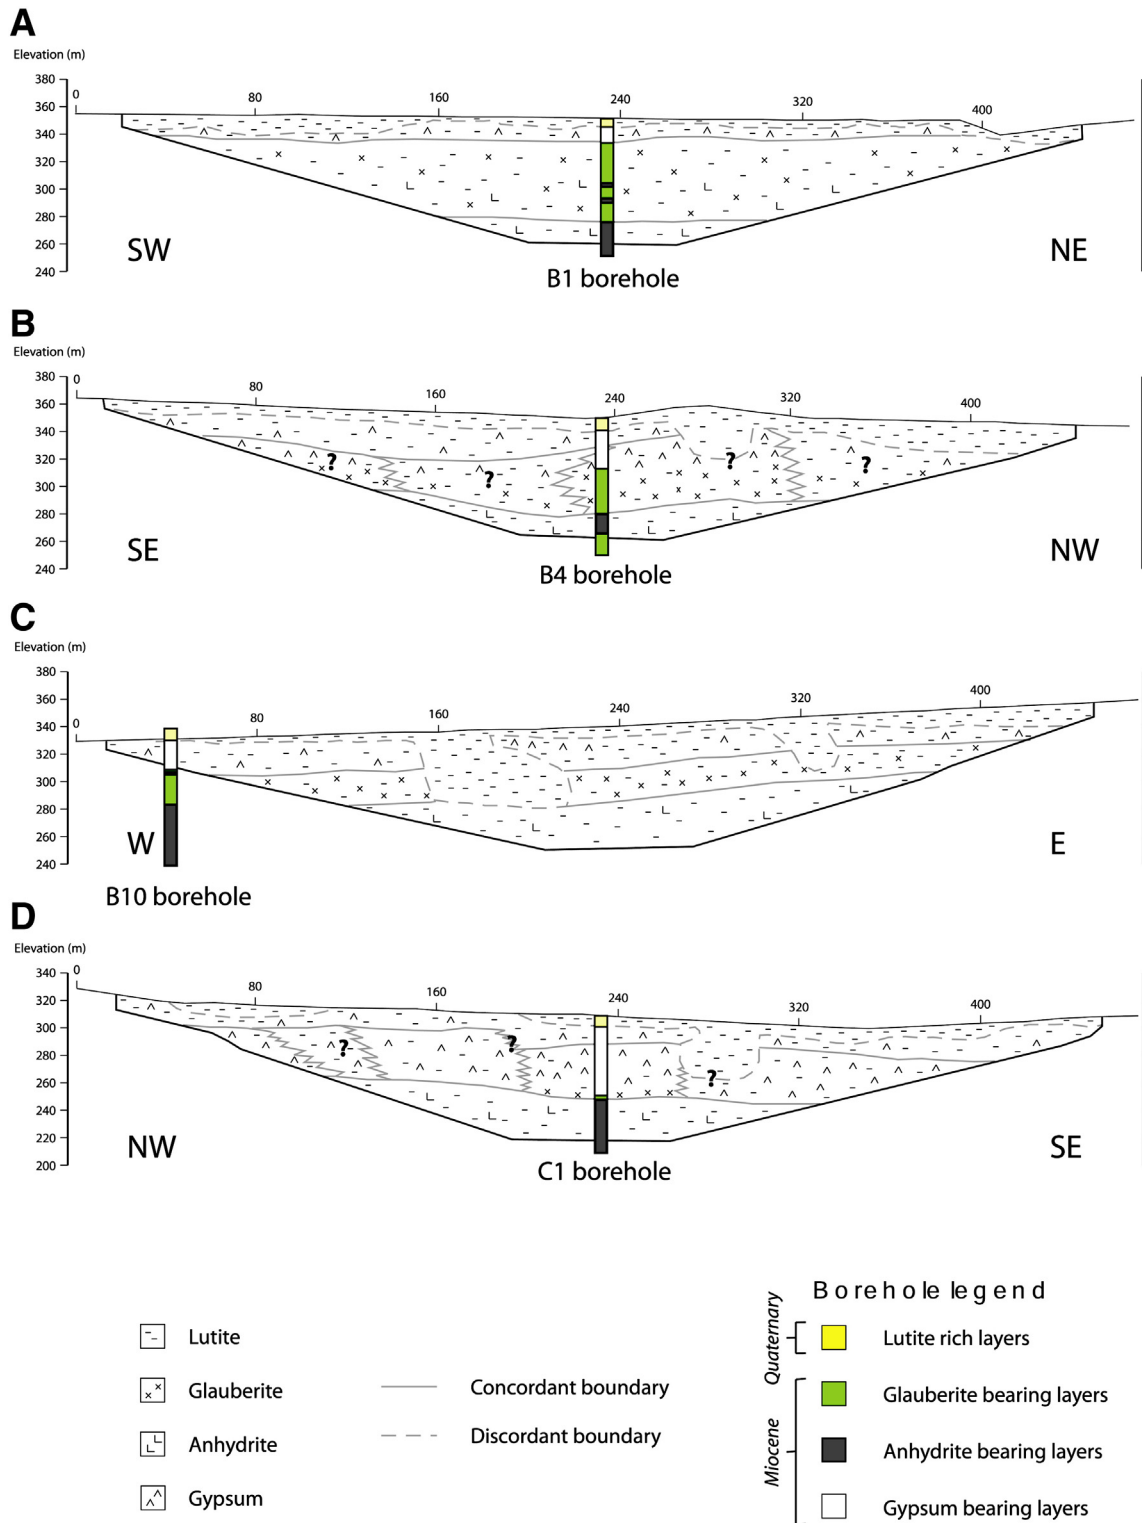 A
Elevation (m)
380
360
340
320
300
280
260
240
0
80
160
240
320
400
SW
NE
B1 borehole
B
Elevation (m)
380
360
340
320
300
280
260
240
0
80
160
240
320
400
?
?
?
?
SE
NW
B4 borehole
C
Elevation (m)
380
360
340
320
300
280
260
240
0
80
160
240
320
400
W
E
B10 borehole
D
Elevation (m)
340
320
300
280
260
240
220
200
0
80
160
240
320
400
?
?
?
NW
SE
C1 borehole
Lutite
Glauberite
Anhydrite
Gypsum
Concordant boundary
Discordant boundary
Borehole legend
Quaternary
Lutite rich layers
Miocene
Glauberite bearing layers
Anhydrite bearing layers
Gypsum bearing layers